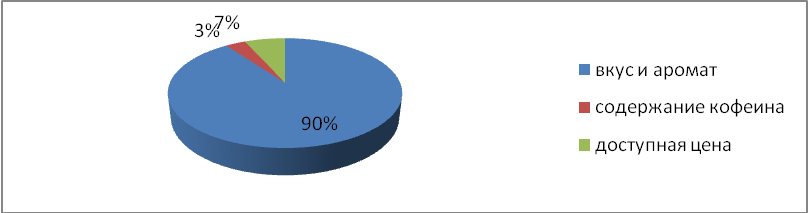 3%
7%
90%
вкус и аромат
содержание кофеина
доступная цена